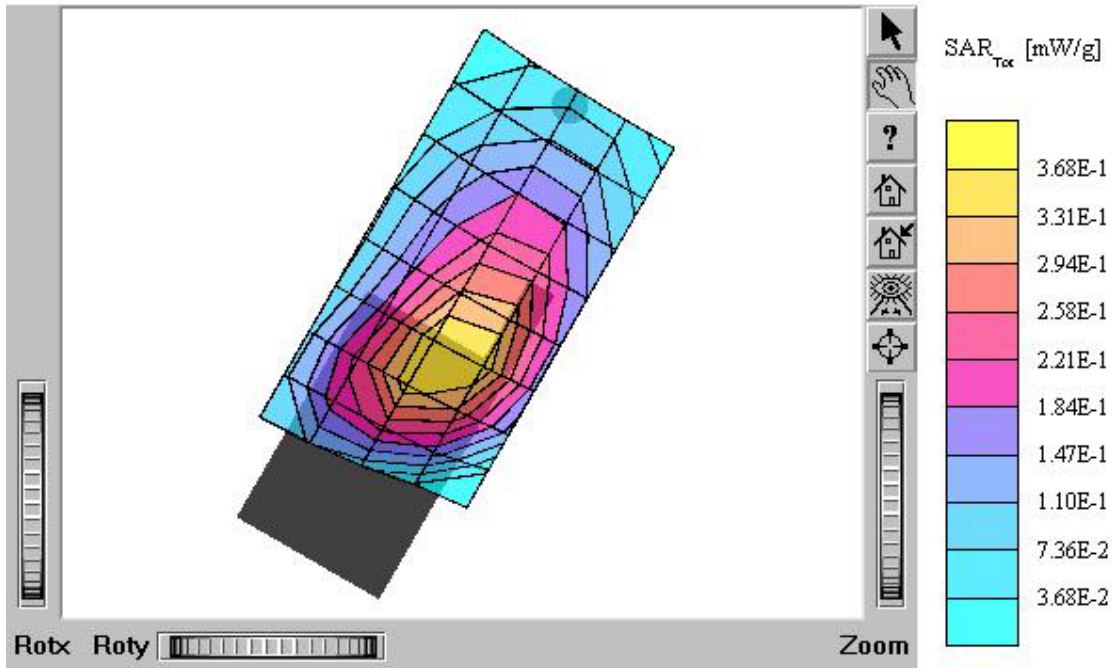 SAR_Tot [mW/g]
?
3.68E-1
3.31E-1
2.94E-1
2.58E-1
2.21E-1
1.84E-1
1.47E-1
1.10E-1
7.36E-2
3.68E-2
Rotx Roty Zoom